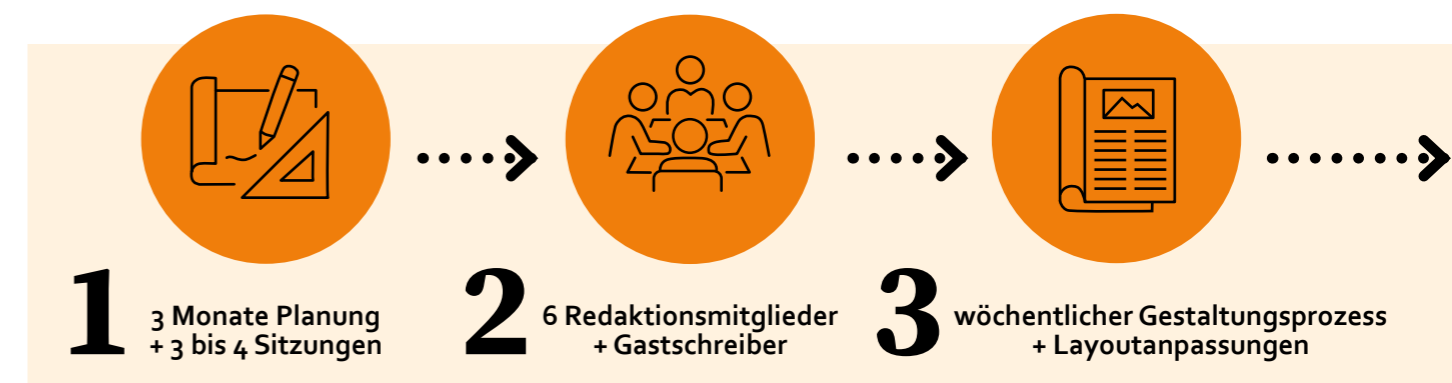 1
3 Monate Planung
+ 3 bis 4 Sitzungen
2
6 Redaktionsmitglieder
+ Gastschreiber
3
wöchentlicher Gestaltungsprozess
+ Layoutanpassungen